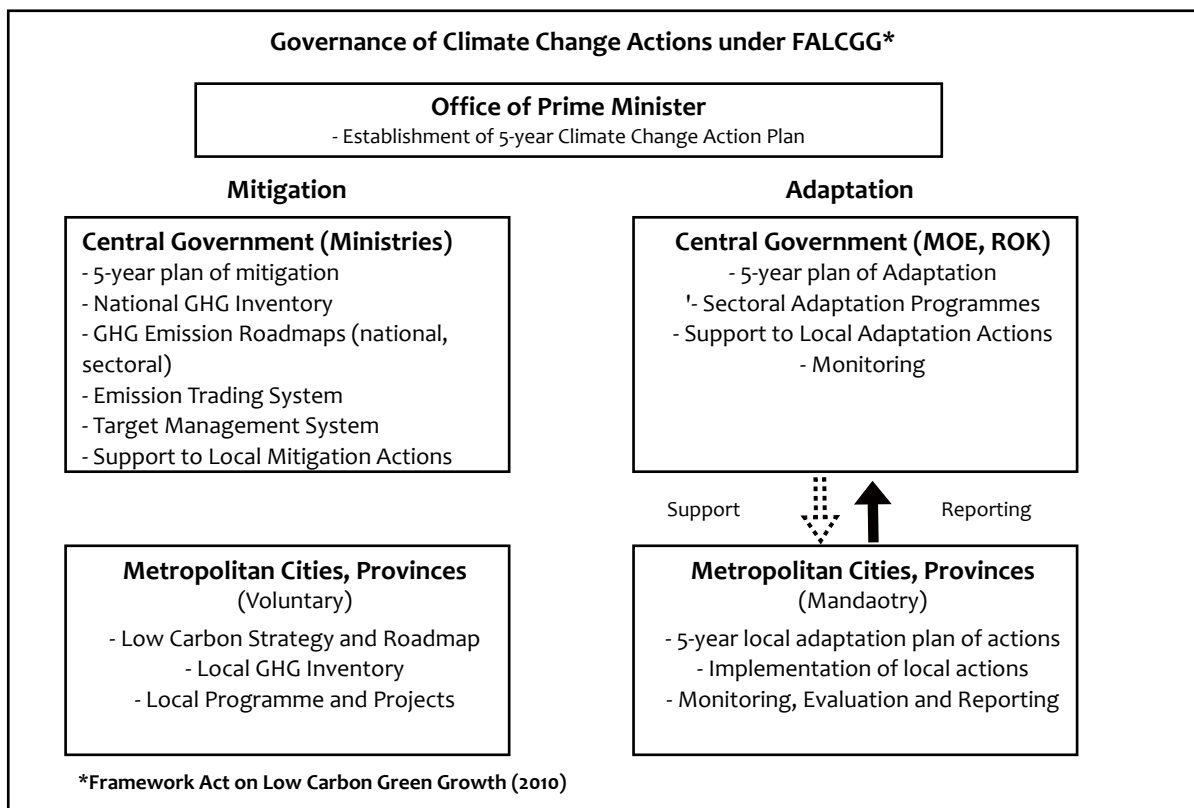 Governance of Climate Change Actions under FALCGG*
Office of Prime Minister
- Establishment of 5-year Climate Change Action Plan
Mitigation
Central Government (Ministries)
- 5-year plan of mitigation
- National GHG Inventory
- GHG Emission Roadmaps (national,
sectoral)
- Emission Trading System
- Target Management System
- Support to Local Mitigation Actions
Metropolitan Cities, Provinces
(Voluntary)
- Low Carbon Strategy and Roadmap
- Local GHG Inventory
- Local Programme and Projects
Adaptation
Central Government (MOE, ROK)
- 5-year plan of Adaptation
'- Sectoral Adaptation Programmes
- Support to Local Adaptation Actions
- Monitoring
Support
Reporting
Metropolitan Cities, Provinces
(Mandaotry)
- 5-year local adaptation plan of actions
- Implementation of local actions
- Monitoring, Evaluation and Reporting
*Framework Act on Low Carbon Green Growth (2010)